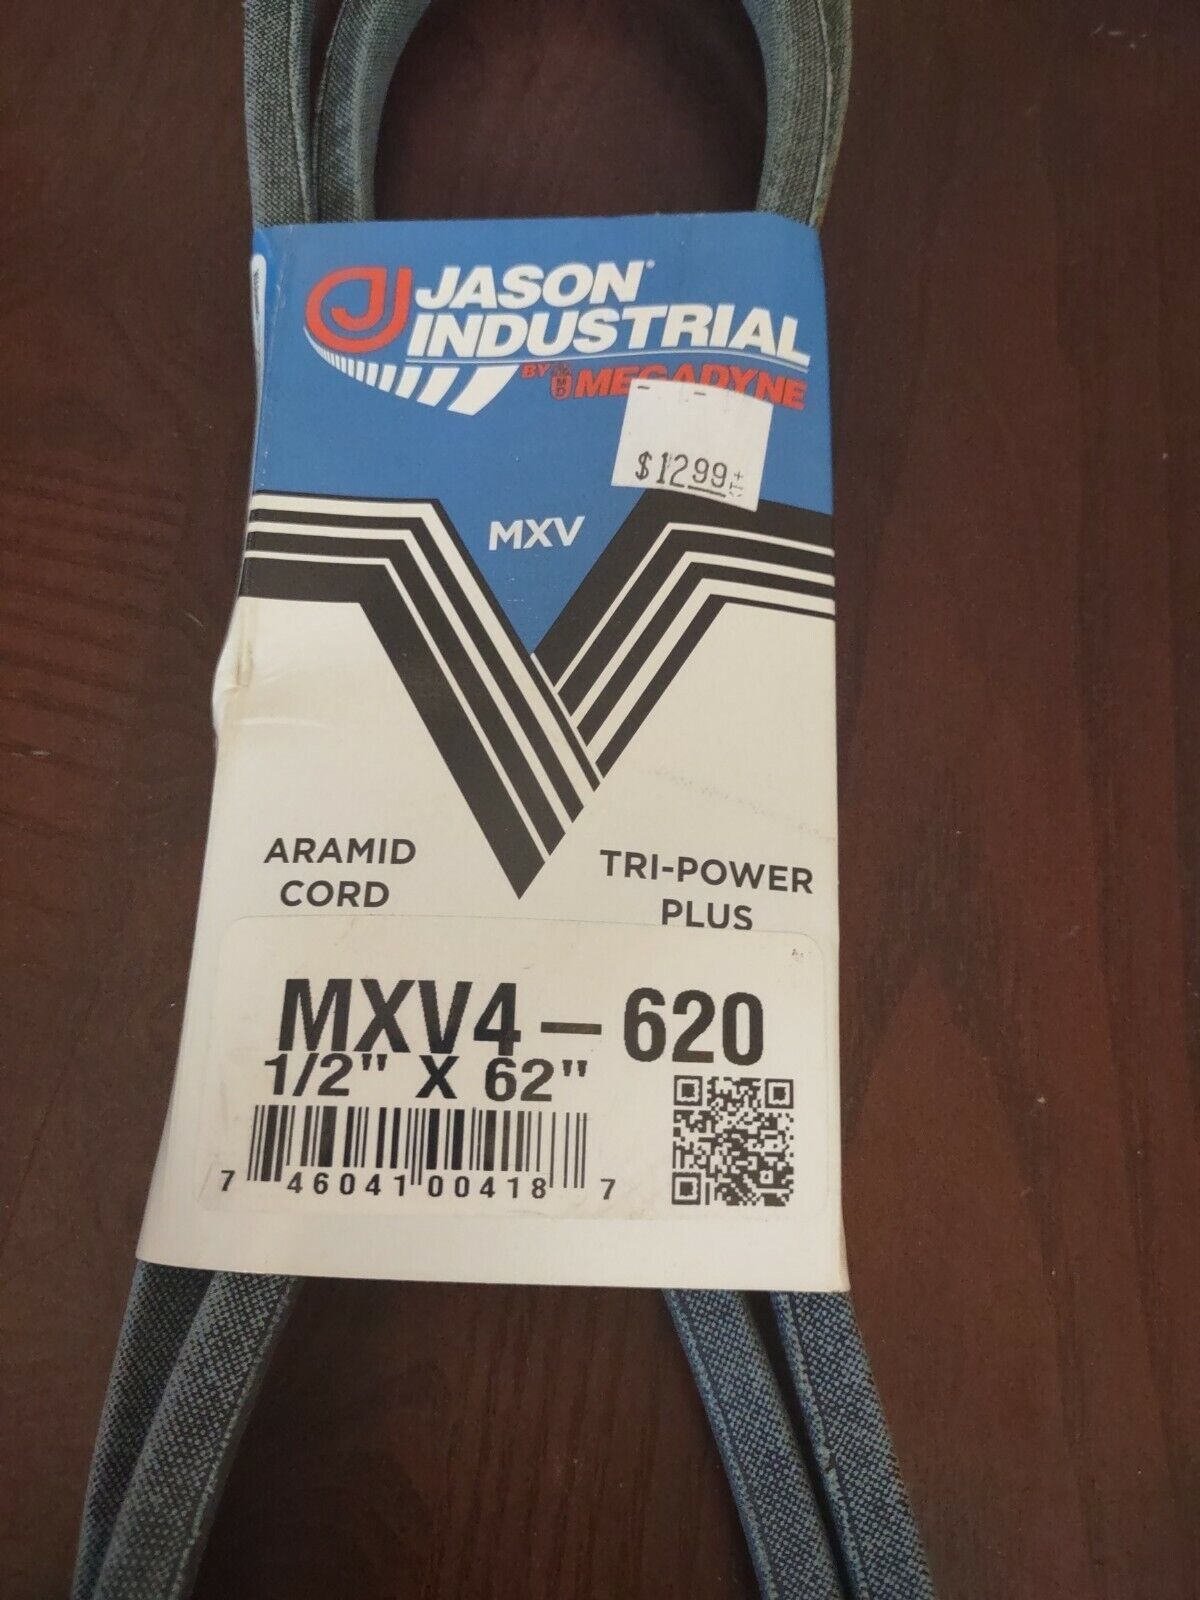 JASON
INDUSTRIAL
BY MEGADYNE
$12.99
MXV
ARAMID
CORD
TRI-POWER
PLUS
MXV4-620
1/2" X 62"
7 46041 00418 7